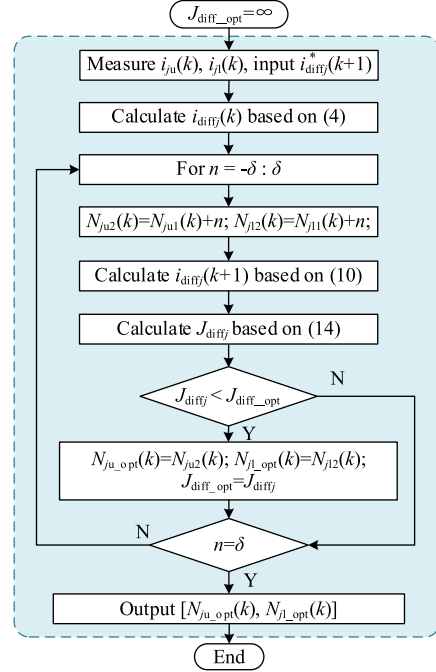 J_diff_opt=∞
Measure i_ju(k), i_jl(k), input i*_diffj(k+1)
Calculate i_diffj(k) based on (4)
For n = -δ : δ
N_ju2(k)=N_ju1(k)+n; N_jl2(k)=N_jl1(k)+n;
Calculate i_diffj(k+1) based on (10)
Calculate J_diffj based on (14)
J_diffj < J_diff_opt
N
Y
N_ju_opt(k)=N_ju2(k); N_jl_opt(k)=N_jl2(k);
J_diff_opt=J_diffj
N
n=δ
Y
Output [N_ju_opt(k), N_jl_opt(k)]
End